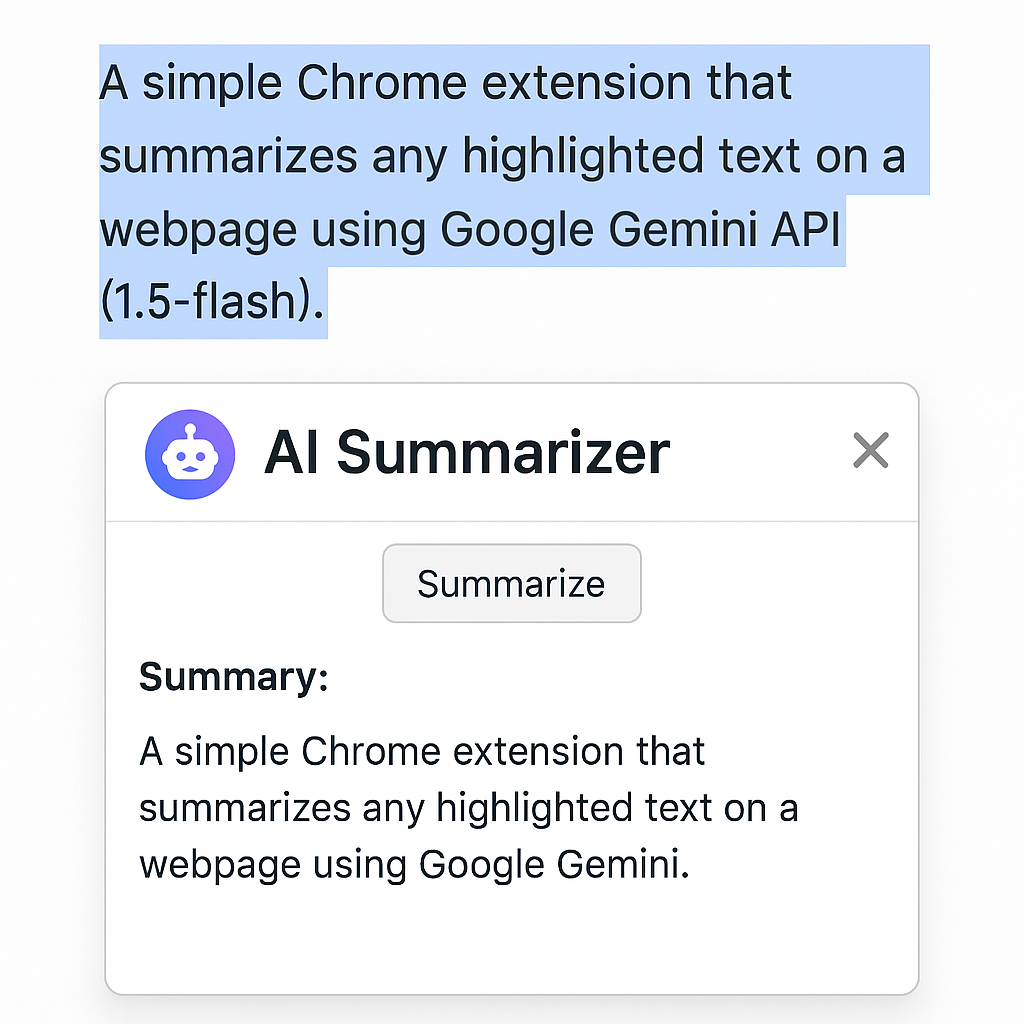 A simple Chrome extension that
summarizes any highlighted text on a
webpage using Google Gemini API
(1.5-flash).
AI Summarizer
Summarize
Summary:
A simple Chrome extension that
summarizes any highlighted text on a
webpage using Google Gemini.